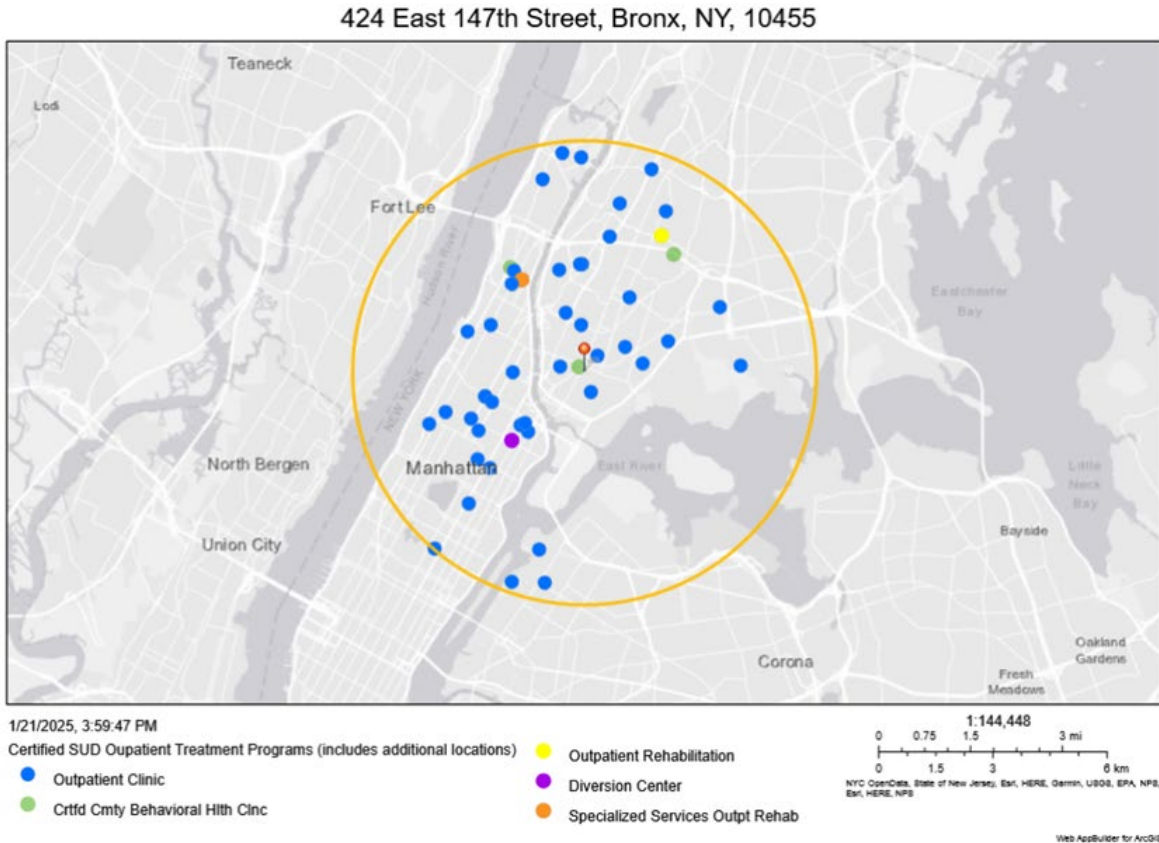 424 East 147th Street, Bronx, NY, 10455
Teaneck
Lodi
Fort Lee
Hudson River
Eastchester
Bay
NEW YORK
North Bergen
Manhattan
East River
Little
Neck
Bay
Union City
Bayside
Corona
Oakland
Gardens
Fresh
Meadows
1/21/2025, 3:59:47 PM
Certified SUD Oupatient Treatment Programs (includes additional locations)
Outpatient Clinic
Crtfd Cmty Behavioral Hlth Clnc
Outpatient Rehabilitation
Diversion Center
Specialized Services Outpt Rehab
1:144,448
0 0.75 1.5 3 mi
0 1.5 3 6 km
NYC OpenData, State of New Jersey, Esri, HERE, Garmin, USGS, EPA, NPS,
Esri, HERE, NPS
Web AppBuilder for ArcGIS